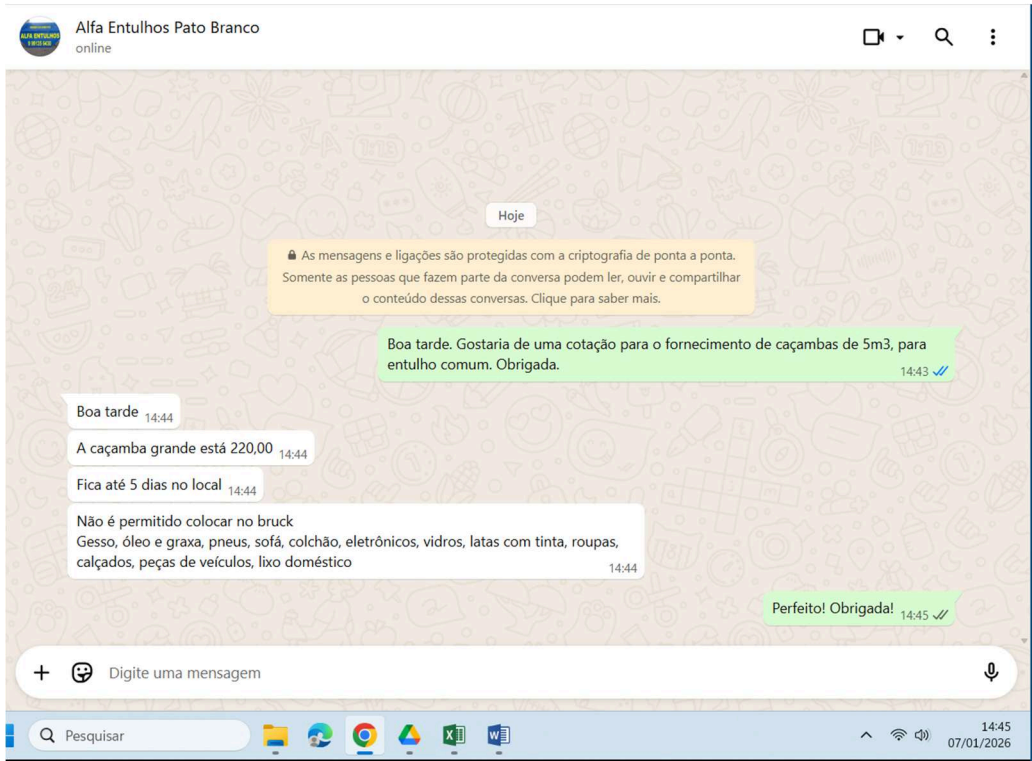 Alfa Entulhos Pato Branco
online
Hoje
As mensagens e ligações são protegidas com a criptografia de ponta a ponta.
Somente as pessoas que fazem parte da conversa podem ler, ouvir e compartilhar
o conteúdo dessas conversas. Clique para saber mais.
Boa tarde. Gostaria de uma cotação para o fornecimento de caçambas de 5m3, para
entulho comum. Obrigada.
14:43
Boa tarde 14:44
A caçamba grande está 220,00 14:44
Fica até 5 dias no local 14:44
Não é permitido colocar no bruck
Gesso, óleo e graxa, pneus, sofá, colchão, eletrônicos, vidros, latas com tinta, roupas,
calçados, peças de veículos, lixo doméstico
14:44
Perfeito! Obrigada! 14:45
Digite uma mensagem
Pesquisar
14:45
07/01/2026